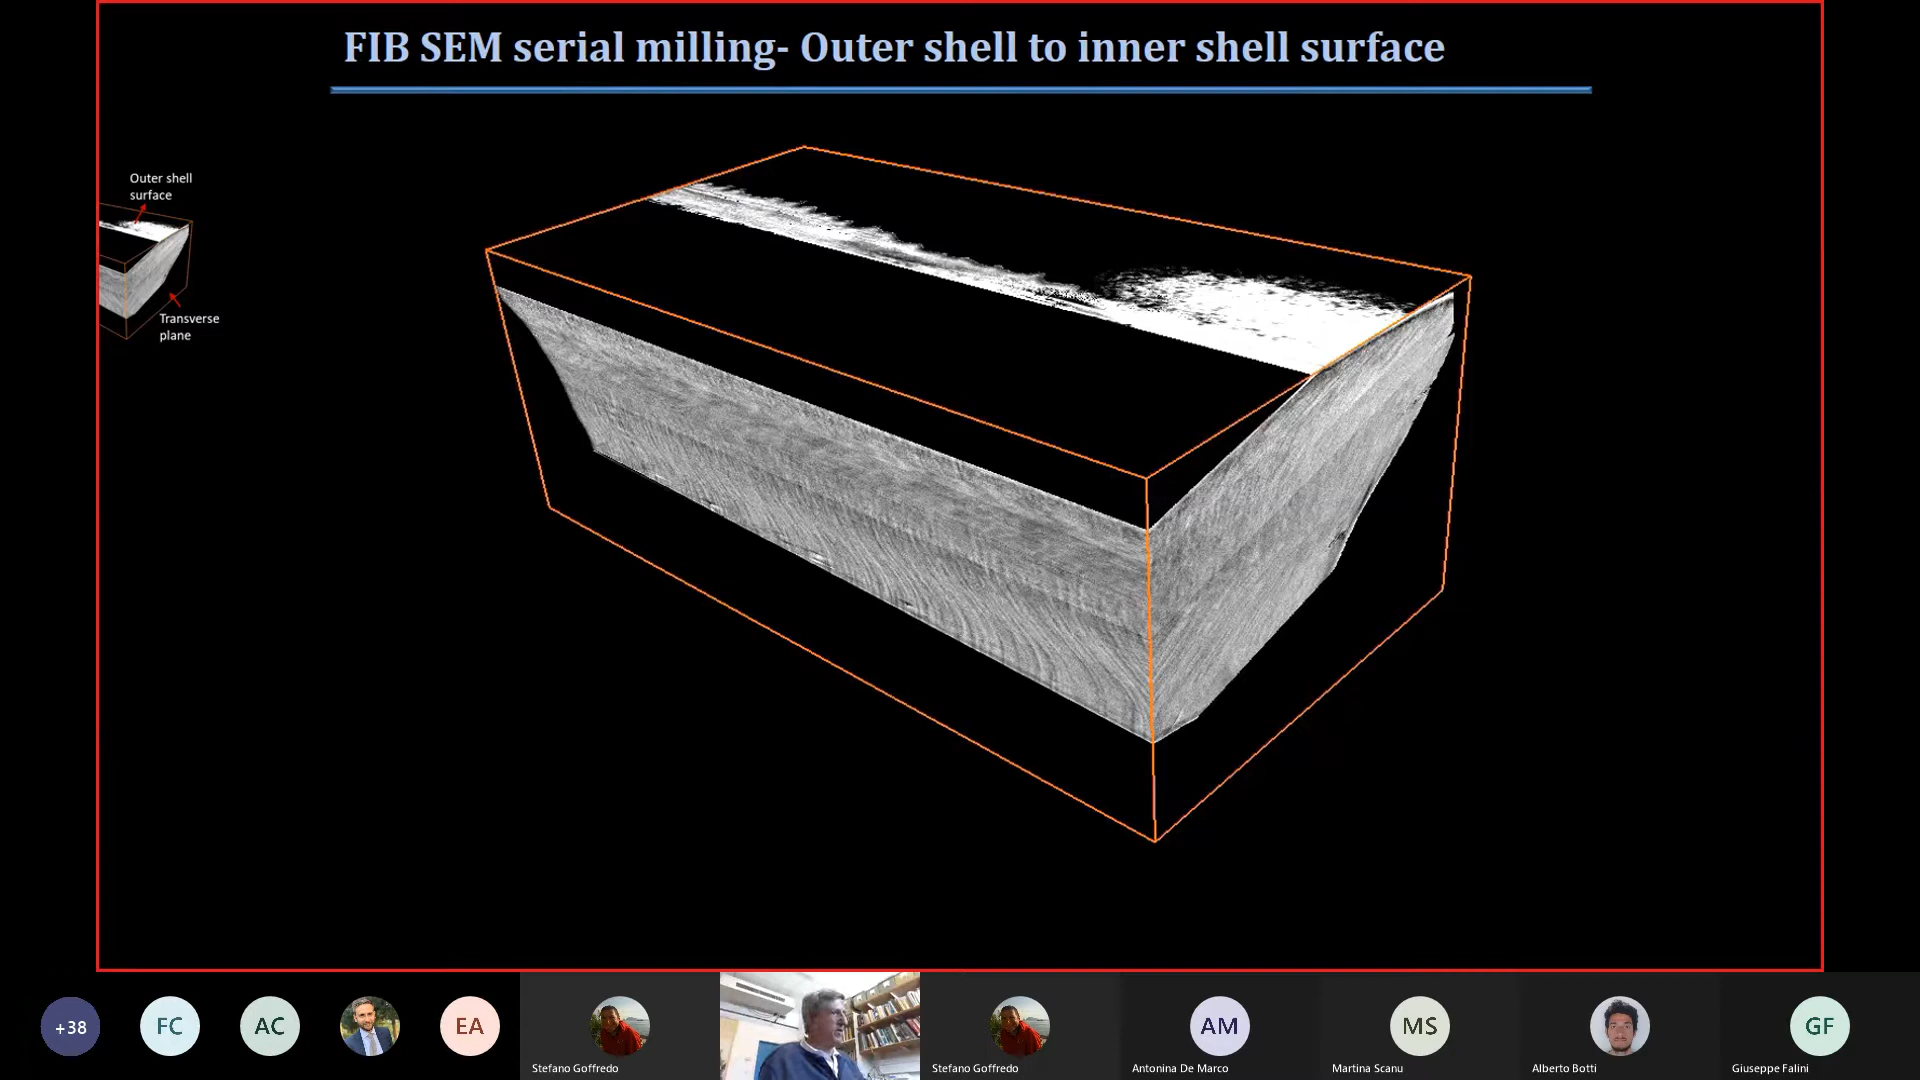 FIB SEM serial milling- Outer shell to inner shell surface
Outer shell
surface
Transverse
plane
+38
FC
AC
EA
Stefano Goffredo
Stefano Goffredo
AM
Antonina De Marco
MS
Martina Scanu
Alberto Botti
GF
Giuseppe Falini